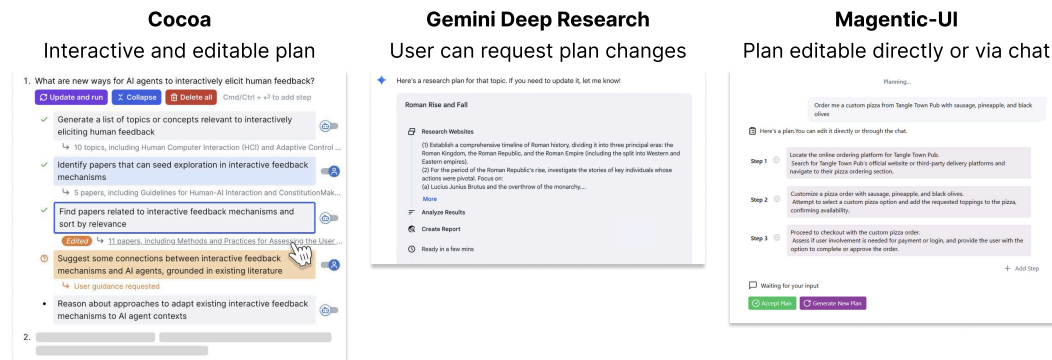 Cocoa
Interactive and editable plan
1. What are new ways for AI agents to interactively elicit human feedback?
Update and run
Collapse
Delete all
Cmd/Ctrl + ⏎ to add step
Generate a list of topics or concepts relevant to interactively
eliciting human feedback
↳ 10 topics, including Human Computer Interaction (HCI) and Adaptive Control ...
Identify papers that can seed exploration in interactive feedback
mechanisms
↳ 5 papers, including Guidelines for Human-AI Interaction and ConstitutionMak...
Find papers related to interactive feedback mechanisms and
sort by relevance
Edited ↳ 11 papers, including Methods and Practices for Assessing the User ...
Suggest some connections between interactive feedback
mechanisms and AI agents, grounded in existing literature
↳ User guidance requested
• Reason about approaches to adapt existing interactive feedback
mechanisms to AI agent contexts
2.
Gemini Deep Research
User can request plan changes
Here's a research plan for that topic. If you need to update it, let me know!
Roman Rise and Fall
Research Websites
(1) Establish a comprehensive timeline of Roman history, dividing it into three principal eras: the
Roman Kingdom, the Roman Republic, and the Roman Empire (including the split into Western and
Eastern empires).
(2) For the period of the Roman Republic's rise, investigate the stories of key individuals whose
actions were pivotal. Focus on:
(a) Lucius Junius Brutus and the overthrow of the monarchy....
More
Analyze Results
Create Report
Ready in a few mins
Magentic-UI
Plan editable directly or via chat
Planning...
Order me a custom pizza from Tangle Town Pub with sausage, pineapple, and black
olives
Here's a plan.You can edit it directly or through the chat.
Step 1
Locate the online ordering platform for Tangle Town Pub.
Search for Tangle Town Pub's official website or third-party delivery platforms and
navigate to their pizza ordering section.
Step 2
Customize a pizza order with sausage, pineapple, and black olives.
Attempt to select a custom pizza option and add the requested toppings to the pizza,
confirming availability.
Step 3
Proceed to checkout with the custom pizza order.
Assess if user involvement is needed for payment or login, and provide the user with the
option to complete or approve the order.
+ Add Step
Waiting for your input
Accept Plan
Generate New Plan